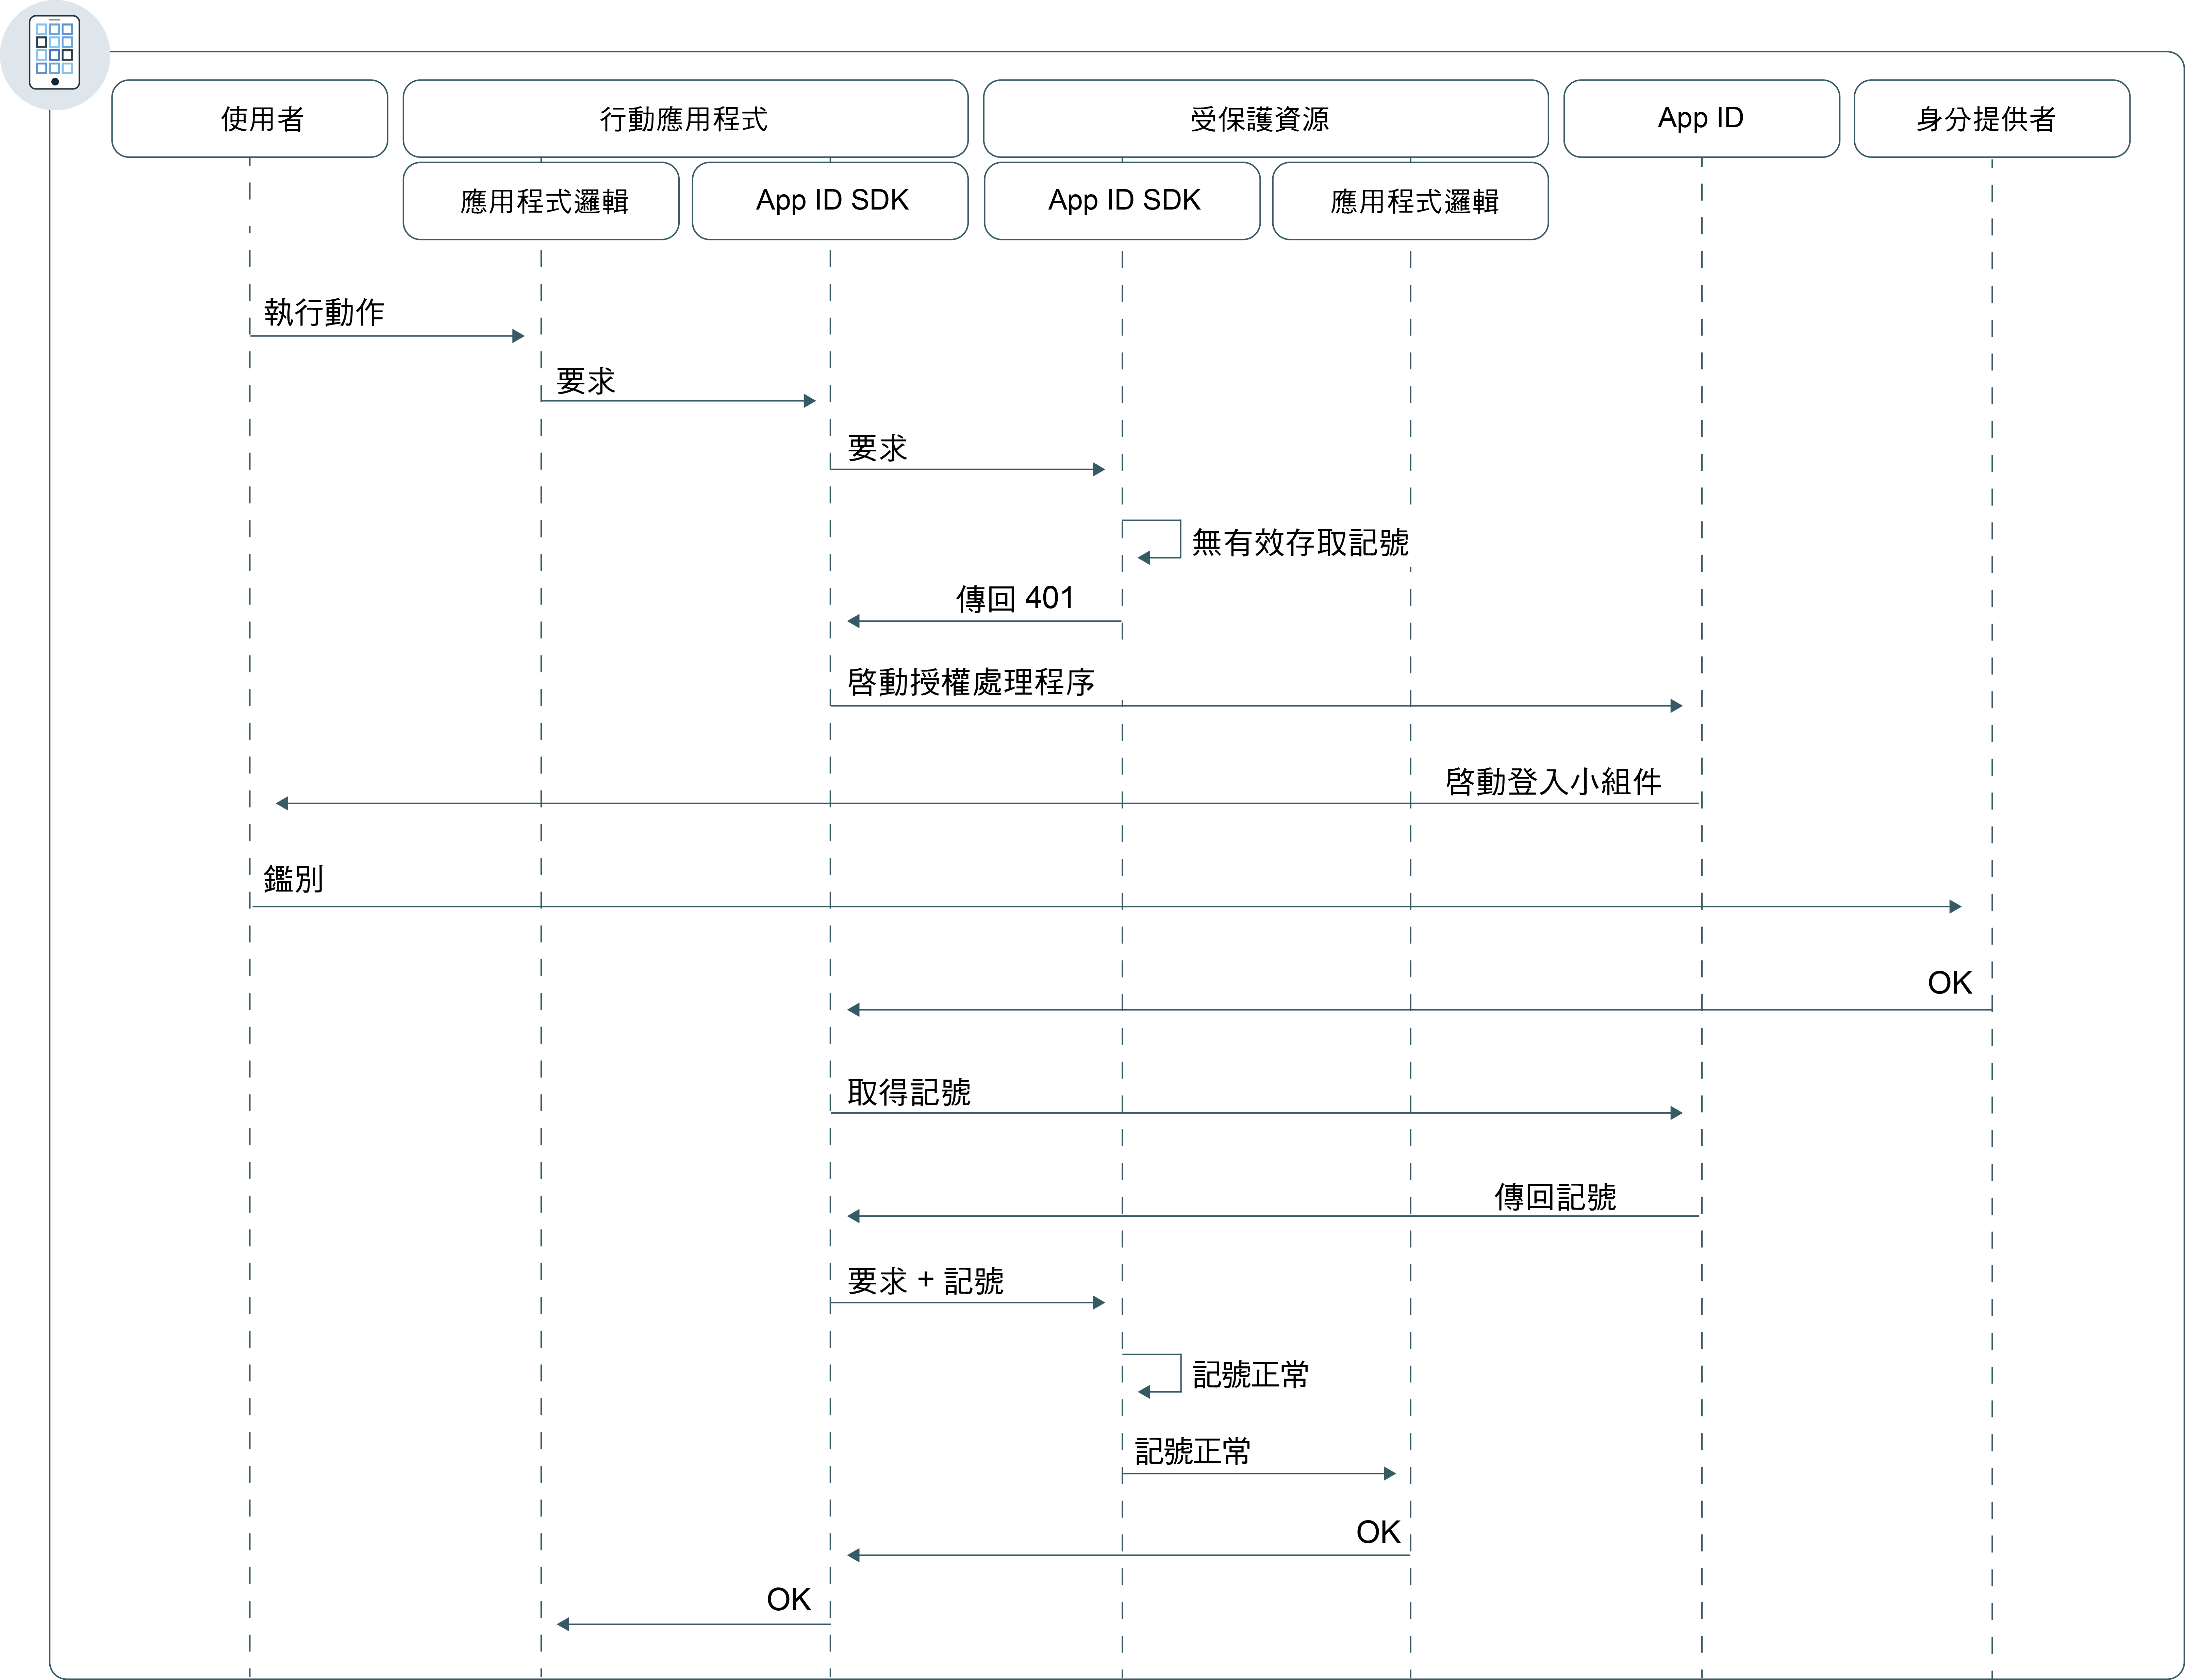 使用者
行動應用程式
受保護資源
App ID
身分提供者
應用程式邏輯
App ID SDK
App ID SDK
應用程式邏輯
執行動作
要求
要求
無有效存取記號
傳回 401
啓動授權處理程序
啓動登入小組件
鑑別
OK
取得記號
傳回記號
要求 + 記號
記號正常
記號正常
OK
OK